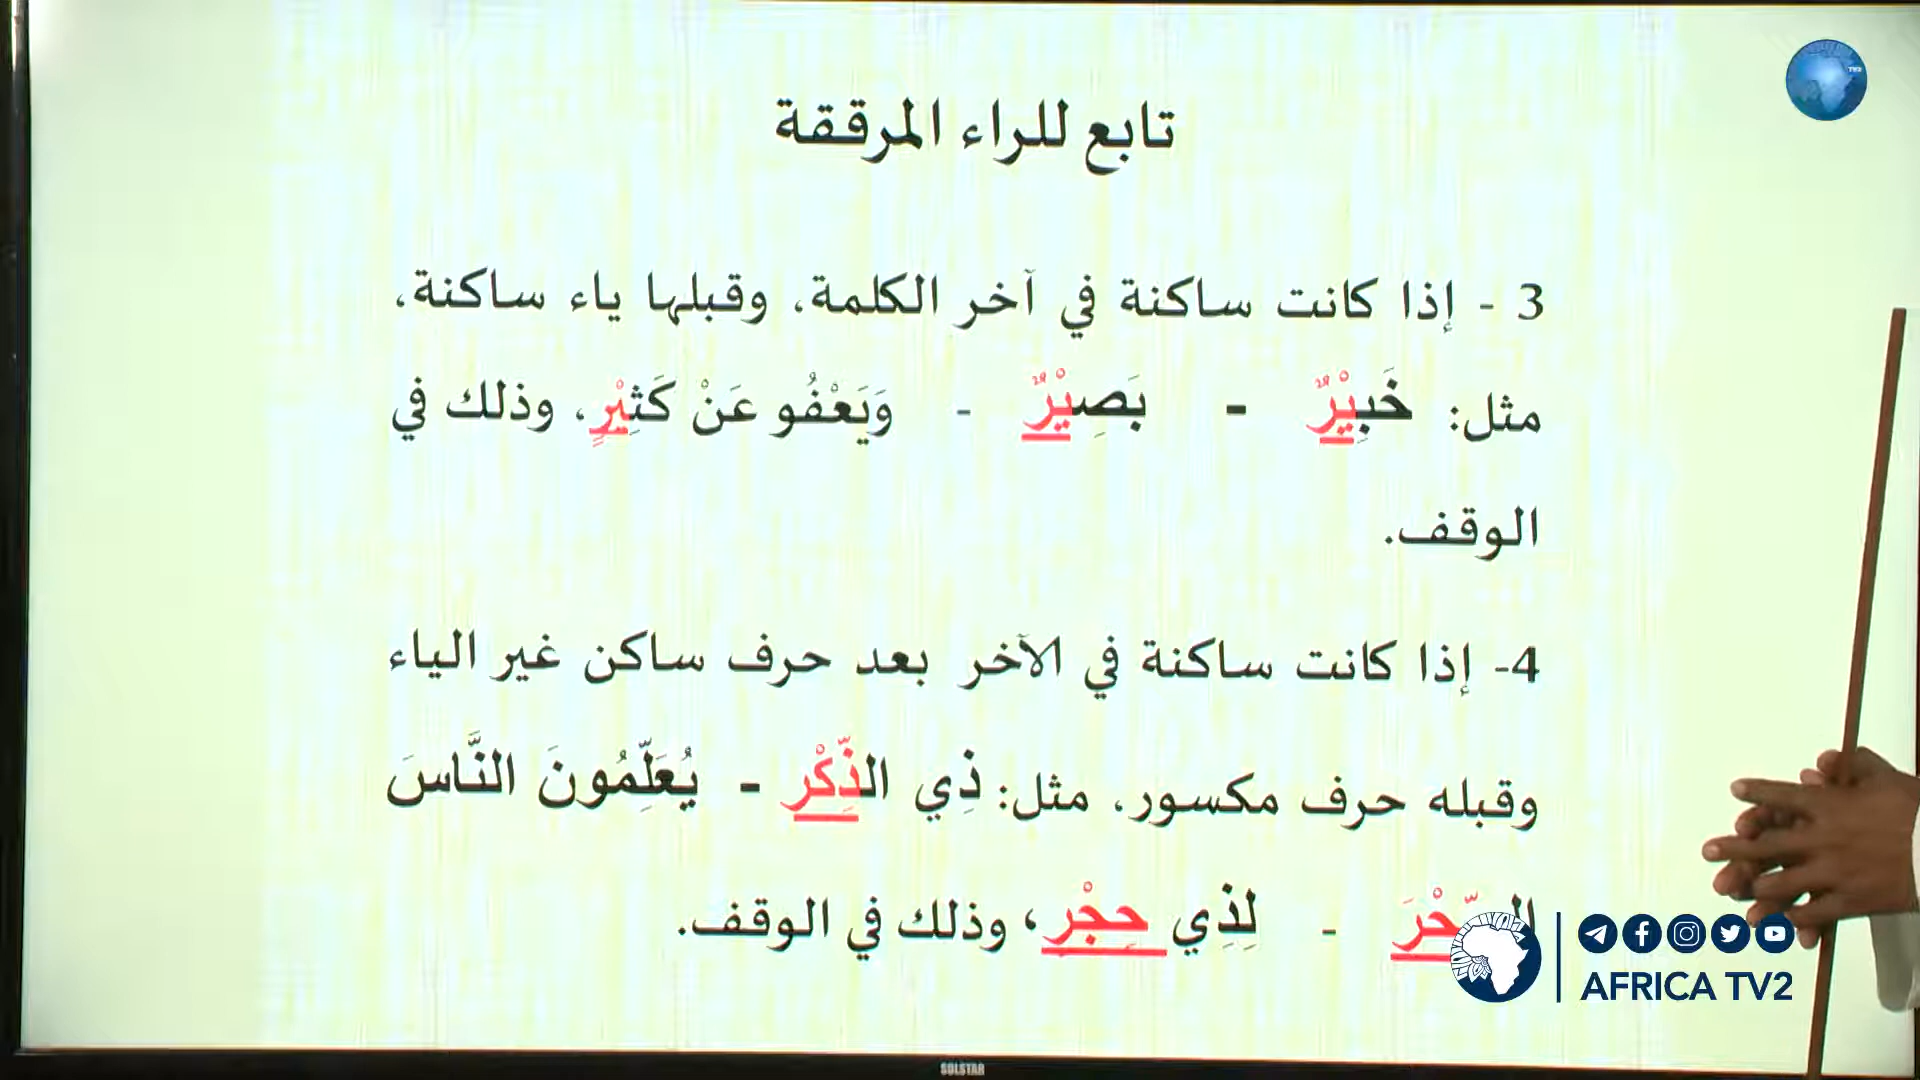 تابع للراء المرققة
3 - إذا كانت ساكنة في آخر الكلمة، وقبلها ياء ساكنة،
مثل: خَبِيْرٌ - بَصِيْرٌ - وَيَعْفُو عَنْ كَثِيْرٍ، وذلك في
الوقف.
4- إذا كانت ساكنة في الآخر بعد حرف ساكن غير الياء
وقبله حرف مكسور، مثل: ذِي الذِّكْرِ - يُعَلِّمُونَ النَّاسَ
- لِذِي حِجْرٍ، وذلك في الوقف.
AFRICA TV2
TV2
SOLSTAR